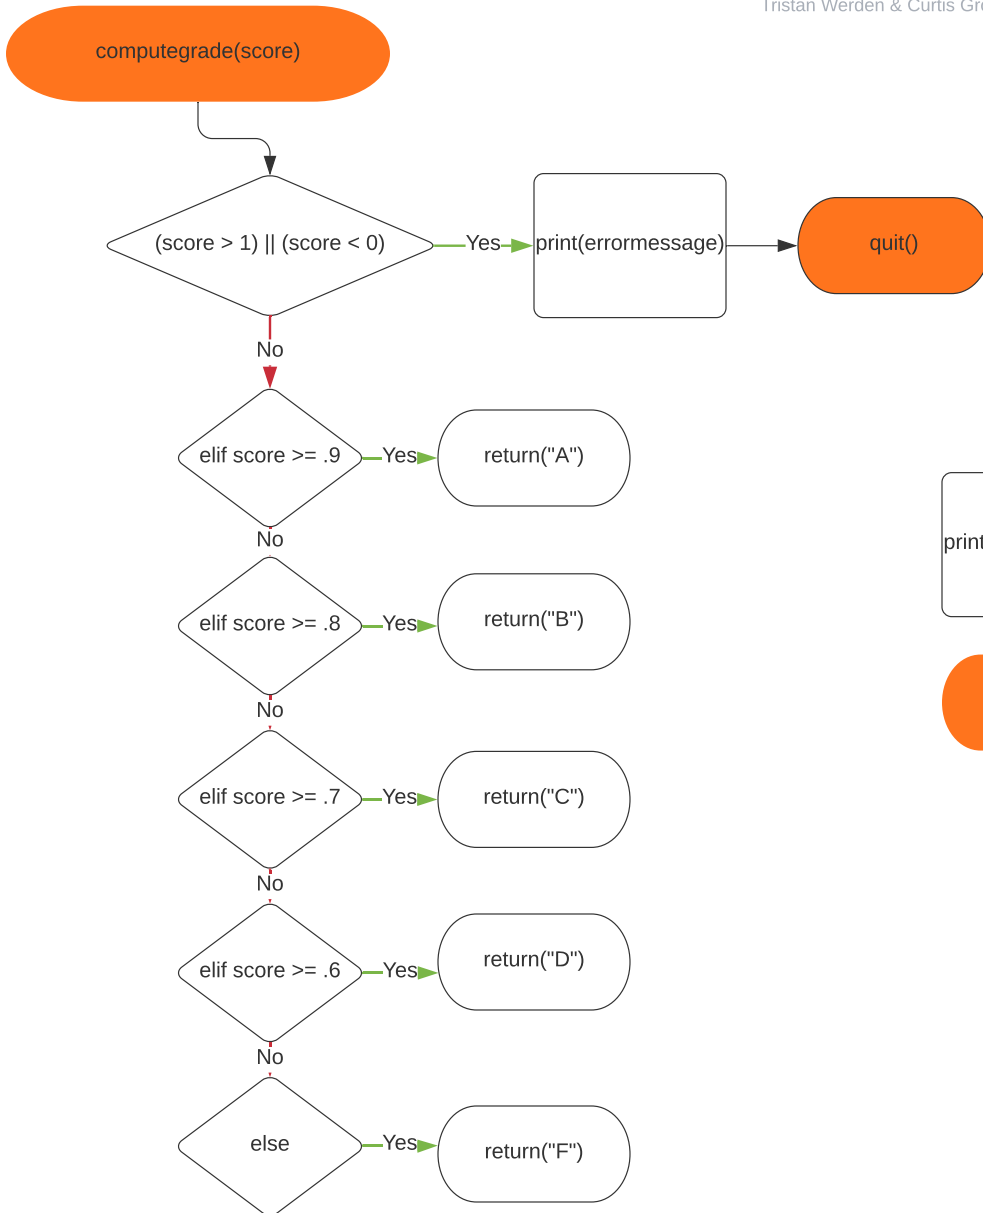 Tristan Werden & Curtis
computegrade(score)
(score > 1) || (score < 0)
Yes
print(errormessage)
quit()
No
elif score >= .9
Yes
return("A")
No
print
elif score >= .8
Yes
return("B")
No
elif score >= .7
Yes
return("C")
No
elif score >= .6
Yes
return("D")
No
else
Yes
return("F")